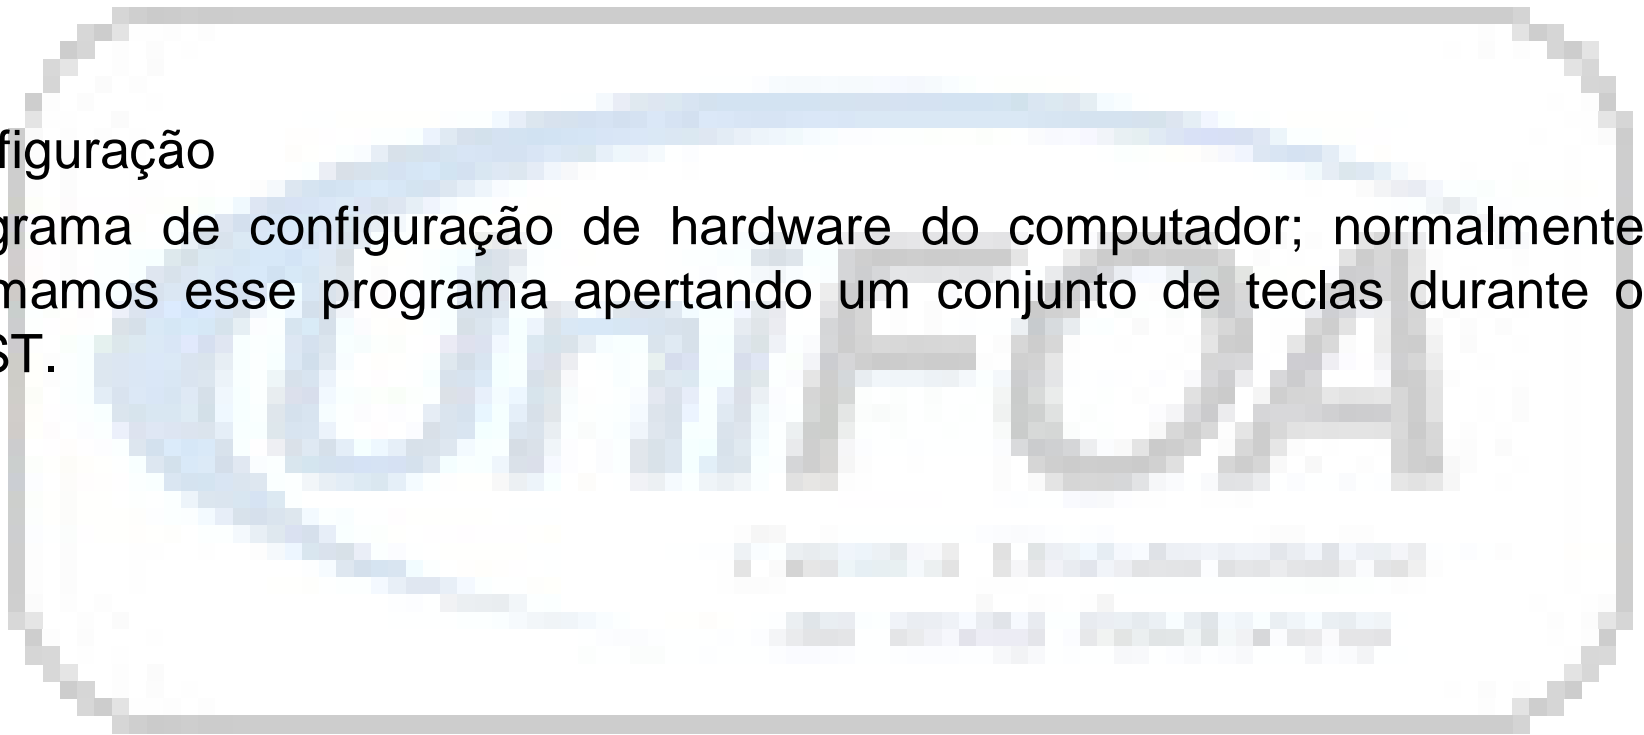 figuração
grama de configuração de hardware do computador; normalmente
mamos esse programa apertando um conjunto de teclas durante o
ST.
UniFOA